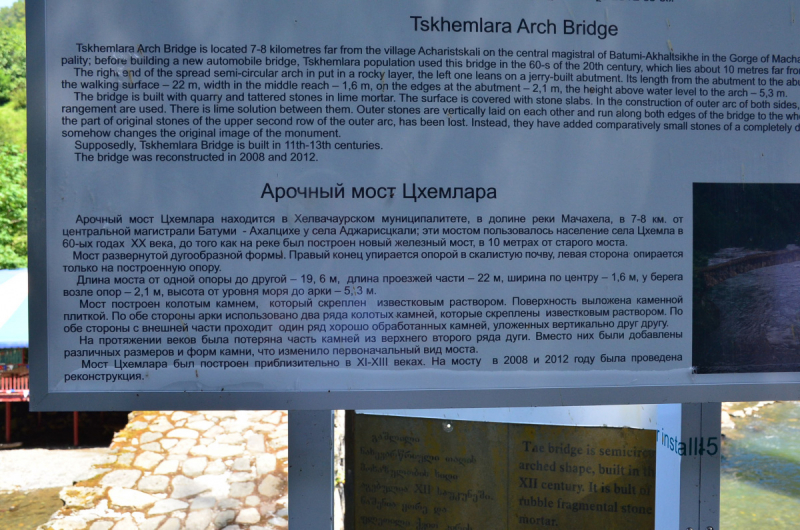 Tskhemlara Arch Bridge
Tskhemlara Arch Bridge is located 7-8 kilometres far from the village Acharistskali on the central magistral of Batumi-Akhaltsikhe in the Gorge of Macha
pality; before building a new automobile bridge, Tskhemlara population used this bridge in the 60-s of the 20th century, which lies about 10 metres far from
The right end of the spread semi-circular arch in put in a rocky layer, the left one leans on a jerry-built abutment. Its length from the abutment to the abu
the walking surface – 22 m, width in the middle reach – 1,6 m, on the edges at the abutment – 2,1 m, the height above water level to the arch – 5,3 m.
The bridge is built with quarry and tattered stones in lime mortar. The surface is covered with stone slabs. In the construction of outer arc of both sides,
rangement are used. There is lime solution between them. Outer stones are vertically laid on each other and run along both edges of the bridge to the who
the part of original stones of the upper second row of the outer arc, has been lost. Instead, they have added comparatively small stones of a completely d
somehow changes the original image of the monument.
Supposedly, Tskhemlara Bridge is built in 11th-13th centuries.
The bridge was reconstructed in 2008 and 2012.
Арочный мост Цхемлара
Арочный мост Цхемлара находится в Хелвачаурском муниципалитете, в долине реки Мачахела, в 7-8 км. от
центральной магистрали Батуми - Ахалцихе у села Аджарисцкали; эти мостом пользовалось население села Цхемла в
60-ых годах XX века, до того как на реке был построен новый железный мост, в 10 метрах от старого моста.
Мост развернутой дугообразной формы. Правый конец упирается опорой в скалистую почву, левая сторона опирается
только на построенную опору.
Длина моста от одной опоры до другой – 19, 6 м, длина проезжей части – 22 м, ширина по центру – 1,6 м, у берега
возле опор – 2,1 м, высота от уровня моря до арки – 5,3 м.
Мост построен колотым камнем, который скреплен известковым раствором. Поверхность выложена каменной
плиткой. По обе стороны арки использовано два ряда колотых камней, которые скреплены известковым раствором. По
обе стороны с внешней части проходит один ряд хорошо обработанных камней, уложенных вертикально друг другу.
На протяжении веков была потеряна часть камней из верхнего второго ряда дуги. Вместо них были добавлены
различных размеров и форм камни, что изменило первоначальный вид моста.
Мост Цхемлара был построен приблизительно в XI-XIII веках. На мосту в 2008 и 2012 году была проведена
реконструкция.
r install45
The bridge is semicircu
arched shape, built in th
XII century. It is built of
rubble fragmental stone
mortar.